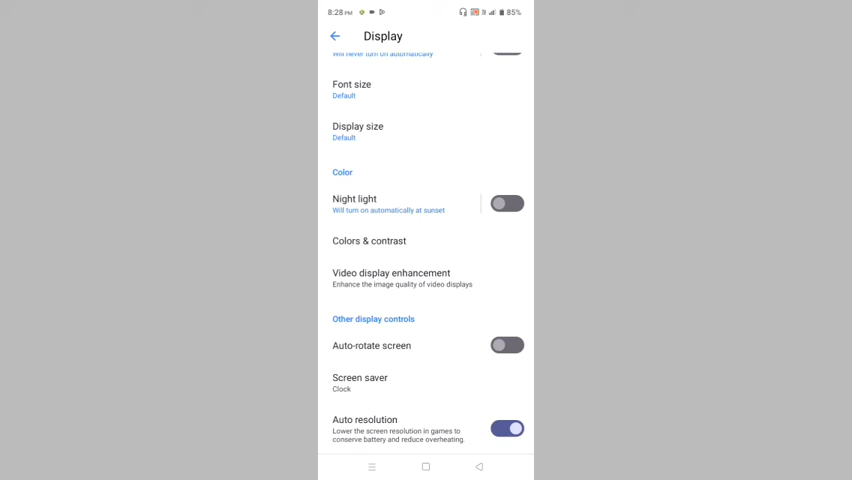 8:28 PM
85%
Display
Will never turn on automatically
Font size
Default
Display size
Default
Color
Night light
Will turn on automatically at sunset
Colors & contrast
Video display enhancement
Enhance the image quality of video displays
Other display controls
Auto-rotate screen
Screen saver
Clock
Auto resolution
Lower the screen resolution in games to
conserve battery and reduce overheating.